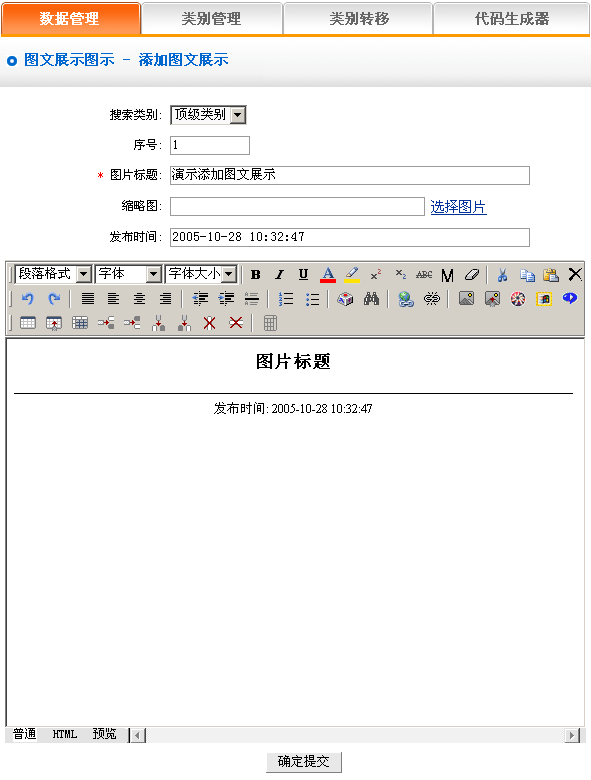 数据管理 类别管理 类别转移 代码生成器
图文展示图示 - 添加图文展示
搜索类别: 顶级类别
序号: 1
* 图片标题: 演示添加图文展示
缩略图: 选择图片
发布时间: 2005-10-28 10:32:47
段落格式 字体 字体大小 B I U A x² x₂ ABC M
图片标题
发布时间: 2005-10-28 10:32:47
普通 HTML 预览
确定提交